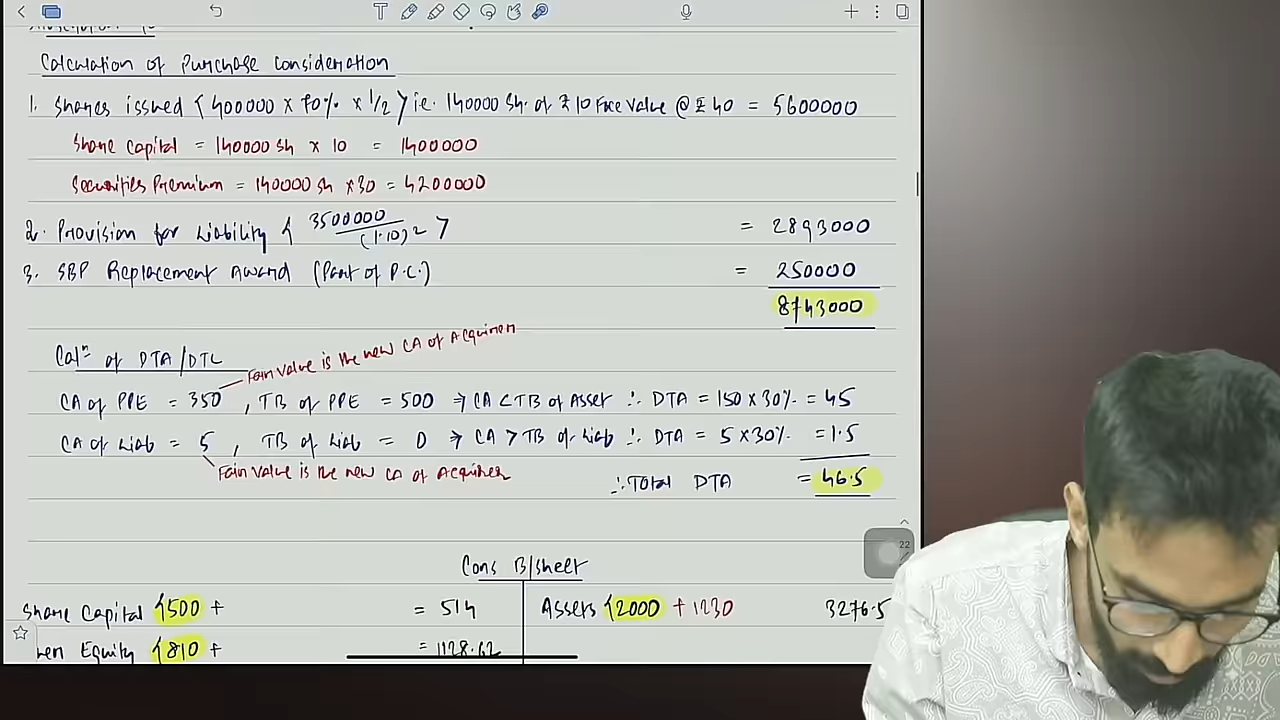 Calculation of Purchase Consideration
1. Shares issued {400000 x 70% x 1/2} i.e. 140000 Sh. of ₹10 Face Value @ ₹40 = 5600000
Share Capital = 140000 Sh x 10 = 1400000
Securities Premium = 140000 Sh x 30 = 4200000
2. Provision for Liability { 3500000 / (1.10)^2 } = 2893000
3. SBP Replacement Award (Part of P.C.) = 250000
8743000
Calⁿ of DTA/DTL
Fair Value is the new CA of Acquirer
CA of PPE = 350, TB of PPE = 500 ⇒ CA < TB of Asset ∴ DTA = 150 x 30% = 45
CA of Liab = 5, TB of Liab = 0 ⇒ CA > TB of Liab ∴ DTA = 5 x 30% = 1.5
Fair Value is the new CA of Acquirer
∴ Total DTA = 46.5
22
Cons B/Sheet
Share Capital {500 + = 514 Assets {2000 + 1230 3276.5
her Equity {810 + = 1128.62